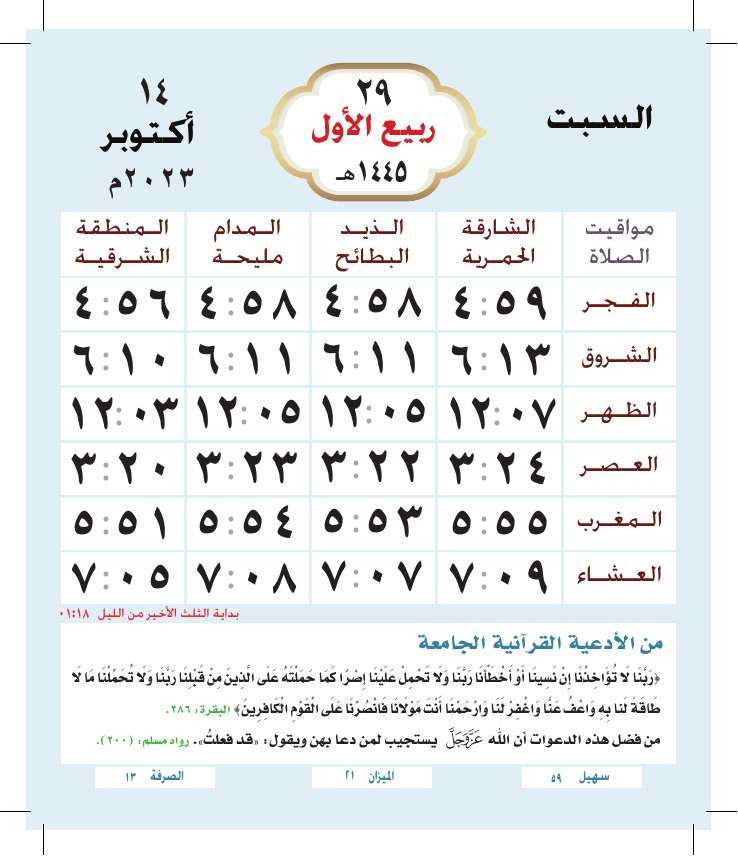 السبت
٢٩
ربيع الأول
١٤٤٥هـ
١٤
أكتوبر
٢٠٢٣م
مواقيت الصلاة	الشارقة الحمرية	الذيد البطائح	المدام مليحة	المنطقة الشرقية
الفجر	٤:٥٩	٤:٥٨	٤:٥٨	٤:٥٦
الشروق	٦:١٣	٦:١١	٦:١١	٦:١٠
الظهر	١٢:٠٧	١٢:٠٥	١٢:٠٥	١٢:٠٣
العصر	٣:٢٤	٣:٢٢	٣:٢٣	٣:٢٠
المغرب	٥:٥٥	٥:٥٣	٥:٥٤	٥:٥١
العشاء	٧:٠٩	٧:٠٧	٧:٠٨	٧:٠٥
بداية الثلث الأخير من الليل ٠١:١٨
من الأدعية القرآنية الجامعة
﴿رَبَّنَا لَا تُؤَاخِذْنَا إِنْ نَسِينَا أَوْ أَخْطَأْنَا رَبَّنَا وَلَا تَحْمِلْ عَلَيْنَا إِصْرًا كَمَا حَمَلْتَهُ عَلَى الَّذِينَ مِنْ قَبْلِنَا رَبَّنَا وَلَا تُحَمِّلْنَا مَا لَا
طَاقَةَ لَنَا بِهِ وَاعْفُ عَنَّا وَاغْفِرْ لَنَا وَارْحَمْنَا أَنْتَ مَوْلَانَا فَانْصُرْنَا عَلَى الْقَوْمِ الْكَافِرِينَ﴾ البقرة: ٢٨٦.
من فضل هذه الدعوات أن الله عَزَّوَجَلَّ يستجيب لمن دعا بهن ويقول: «قد فعلتُ». رواه مسلم: (٢٠٠).
سهيل ٥٩	الميزان ٢١	الصرفة ١٣